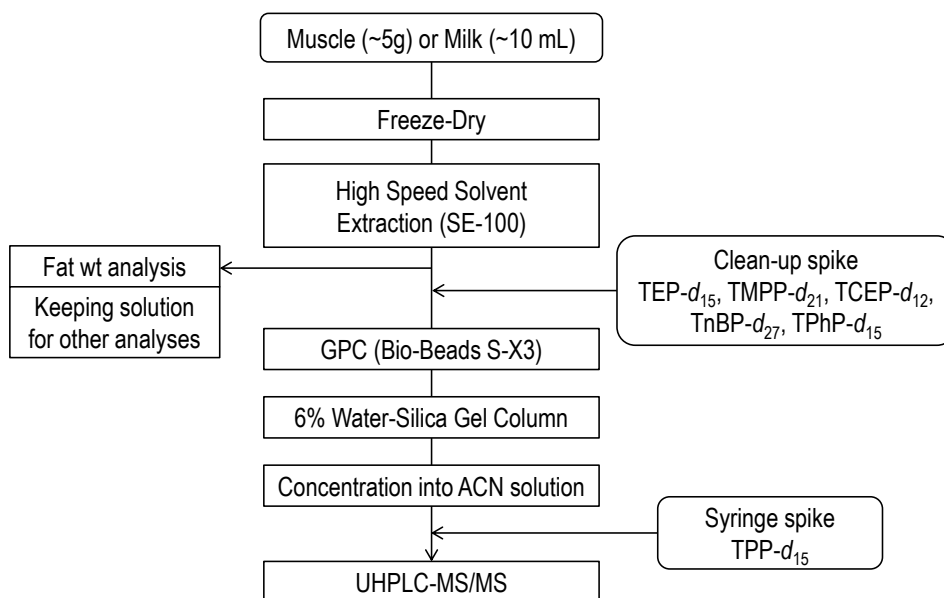 Muscle (~5g) or Milk (~10 mL)
Freeze-Dry
High Speed Solvent
Extraction (SE-100)
Fat wt analysis
Keeping solution
for other analyses
Clean-up spike
TEP-d15, TMPP-d21, TCEP-d12,
TnBP-d27, TPhP-d15
GPC (Bio-Beads S-X3)
6% Water-Silica Gel Column
Concentration into ACN solution
Syringe spike
TPP-d15
UHPLC-MS/MS